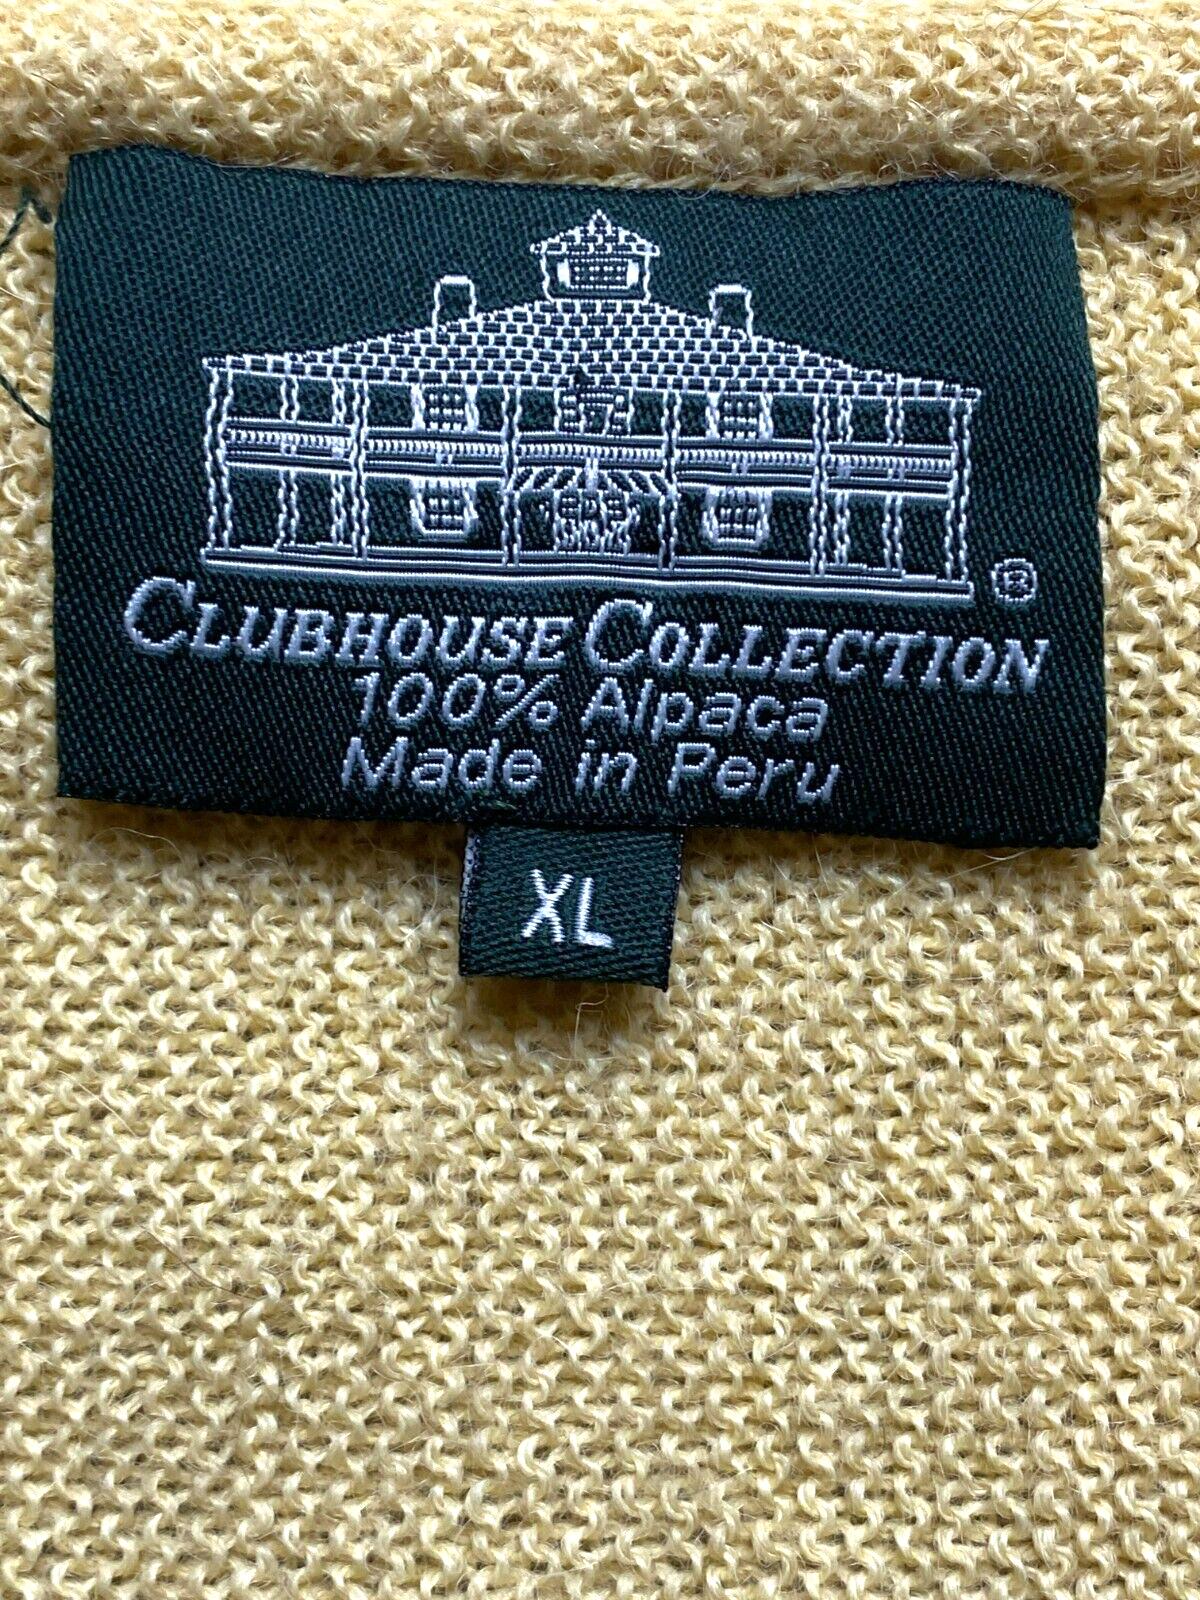 ®
CLUBHOUSE COLLECTION
100% Alpaca
Made in Peru
XL